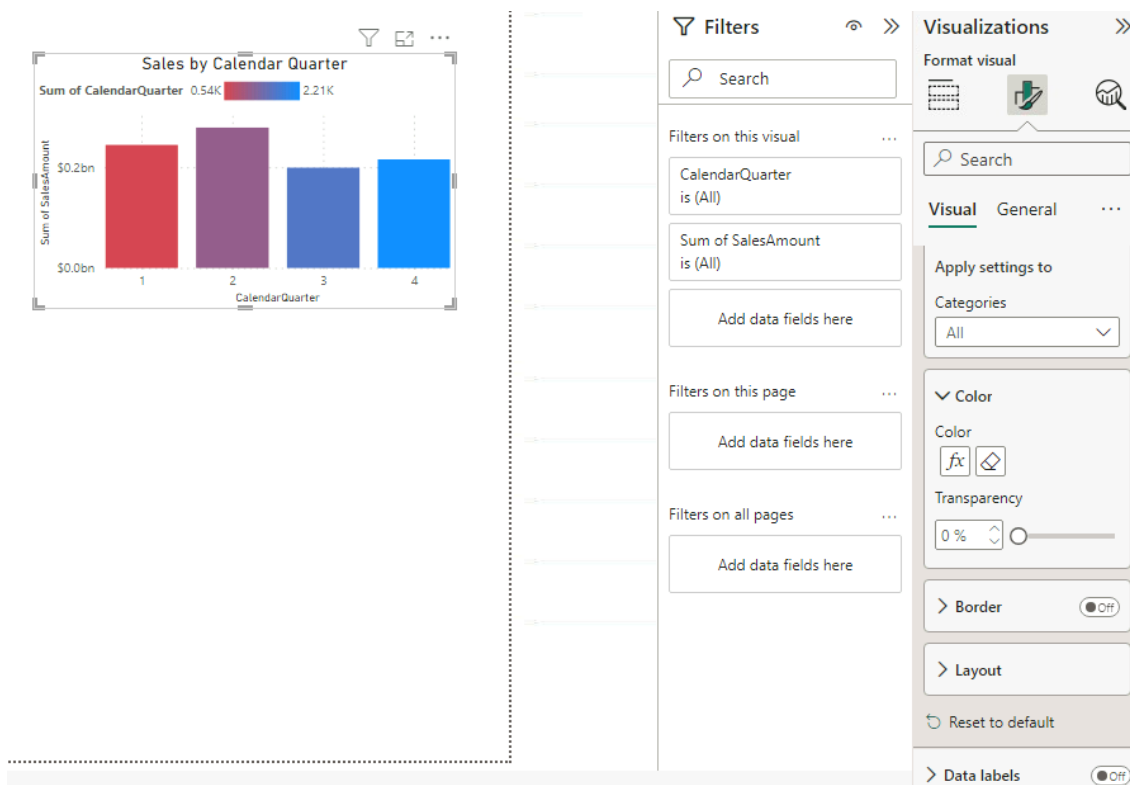 Sales by Calendar Quarter
Sum of CalendarQuarter 0.54K 2.21K
Sum of SalesAmount
$0.2bn
$0.0bn
1 2 3 4
CalendarQuarter
Filters
Search
Filters on this visual ...
CalendarQuarter
is (All)
Sum of SalesAmount
is (All)
Add data fields here
Filters on this page ...
Add data fields here
Filters on all pages ...
Add data fields here
Visualizations
Format visual
Search
Visual General ...
Apply settings to
Categories
All
Color
Color
fx
Transparency
0 %
Border Off
Layout
Reset to default
Data labels Off